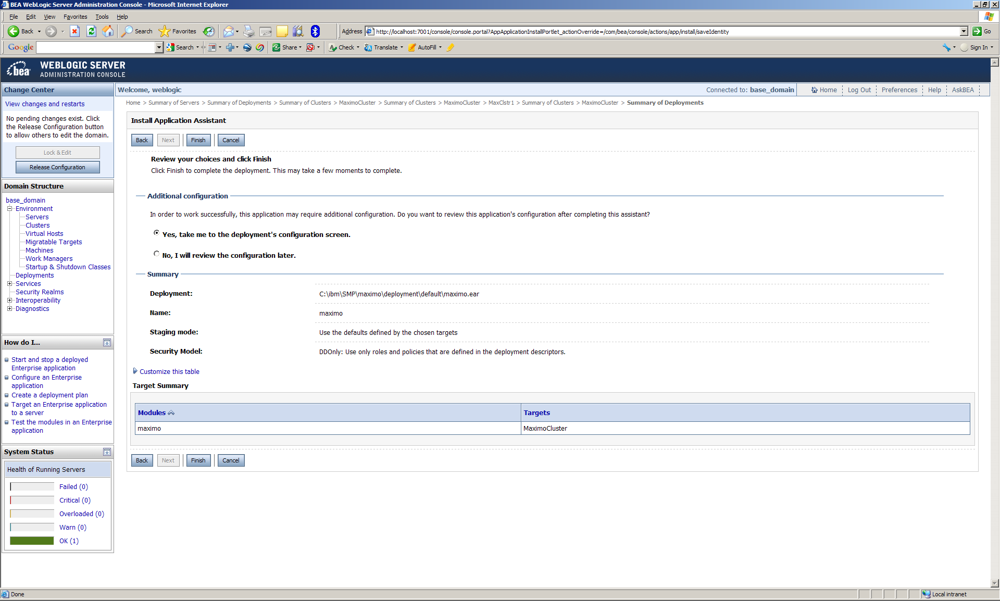 BEA WebLogic Server Administration Console - Microsoft Internet Explorer
File Edit View Favorites Tools Help
Back Search Favorites Address http://localhost:7001/console/console.portal?AppApplicationInstallPortlet_actionOverride=/com/bea/console/actions/app/install/saveIdentity Go
Google Search Share Check Translate AutoFill Sign In
bea WEBLOGIC SERVER
ADMINISTRATION CONSOLE
Change Center
View changes and restarts
No pending changes exist. Click
the Release Configuration button
to allow others to edit the domain.
Lock & Edit
Release Configuration
Domain Structure
base_domain
Environment
Servers
Clusters
Virtual Hosts
Migratable Targets
Machines
Work Managers
Startup & Shutdown Classes
Deployments
Services
Security Realms
Interoperability
Diagnostics
How do I...
Start and stop a deployed
Enterprise application
Configure an Enterprise
application
Create a deployment plan
Target an Enterprise application
to a server
Test the modules in an Enterprise
application
System Status
Health of Running Servers
Failed (0)
Critical (0)
Overloaded (0)
Warn (0)
OK (1)
Welcome, weblogic Connected to: base_domain Home Log Out Preferences Help AskBEA
Home > Summary of Servers > Summary of Deployments > Summary of Clusters > MaximoCluster > Summary of Clusters > MaximoCluster > MaxClstr1 > Summary of Clusters > MaximoCluster > Summary of Deployments
Install Application Assistant
Back Next Finish Cancel
Review your choices and click Finish
Click Finish to complete the deployment. This may take a few moments to complete.
Additional configuration
In order to work successfully, this application may require additional configuration. Do you want to review this application's configuration after completing this assistant?
Yes, take me to the deployment's configuration screen.
No, I will review the configuration later.
Summary
Deployment: C:\ibm\SMP\maximo\deployment\default\maximo.ear
Name: maximo
Staging mode: Use the defaults defined by the chosen targets
Security Model: DDOnly: Use only roles and policies that are defined in the deployment descriptors.
Customize this table
Target Summary
Modules Targets
maximo MaximoCluster
Back Next Finish Cancel
Done Local intranet